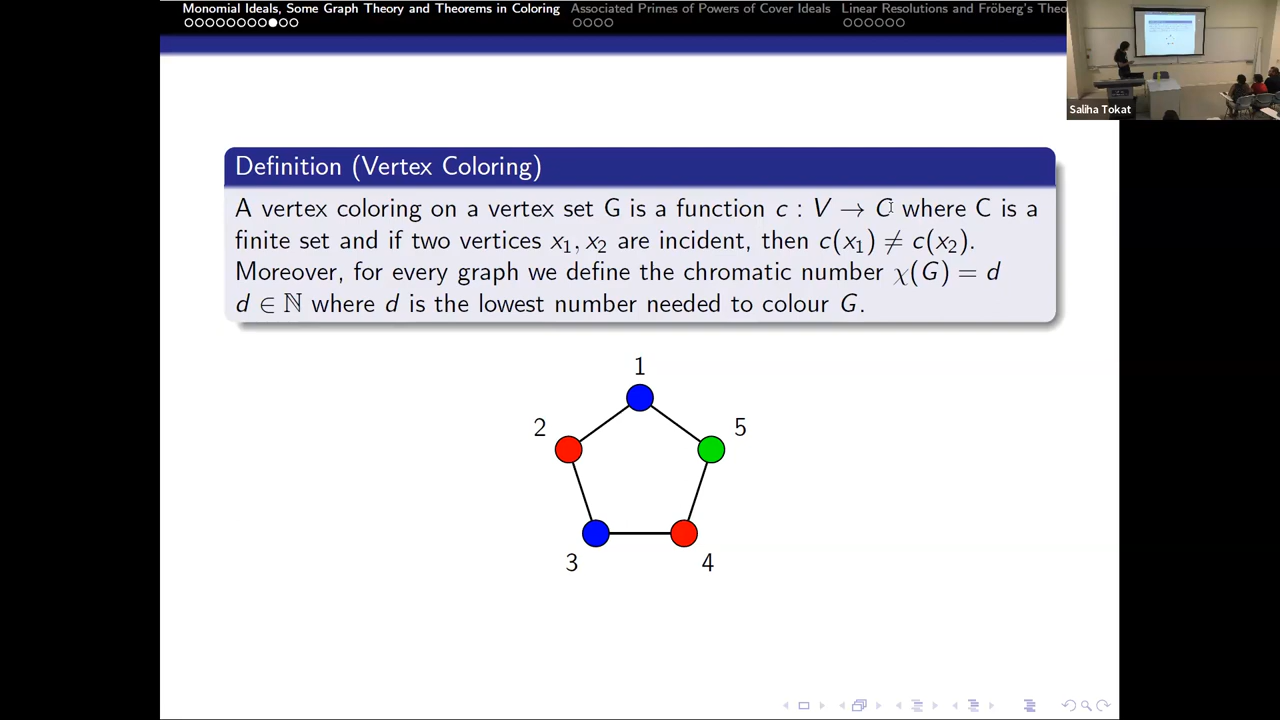 Monomial Ideals, Some Graph Theory and Theorems in Coloring Associated Primes of Powers of Cover Ideals Linear Resolutions and Fröberg's Theo
Saliha Tokat
Definition (Vertex Coloring)
A vertex coloring on a vertex set G is a function c : V → C where C is a
finite set and if two vertices x₁, x₂ are incident, then c(x₁) ≠ c(x₂).
Moreover, for every graph we define the chromatic number χ(G) = d
d ∈ ℕ where d is the lowest number needed to colour G.
1
2
5
3
4